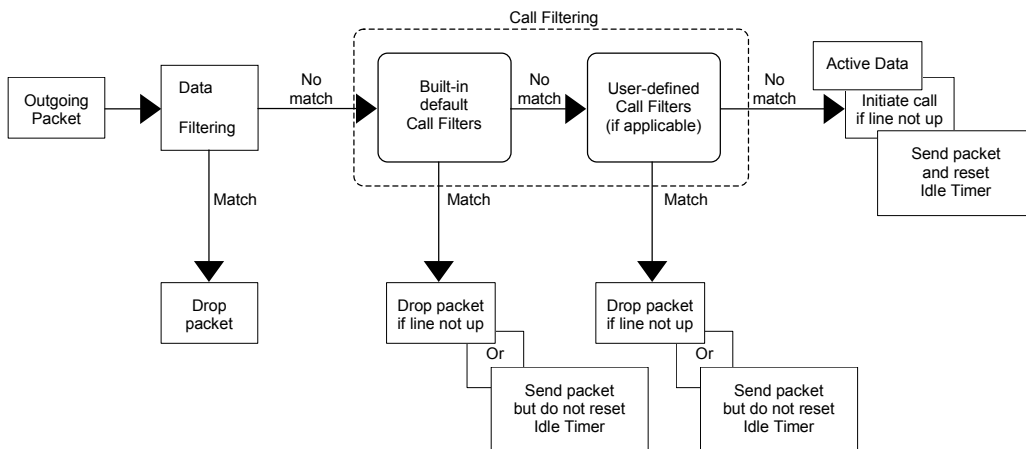 Call Filtering
Outgoing
Packet
Data
Filtering
No
match
Built-in
default
Call Filters
No
match
User-defined
Call Filters
(if applicable)
No
match
Active Data
Initiate call
if line not up
Send packet
and reset
Idle Timer
Match
Match
Match
Drop
packet
Drop packet
if line not up
Or
Send packet
but do not reset
Idle Timer
Drop packet
if line not up
Or
Send packet
but do not reset
Idle Timer